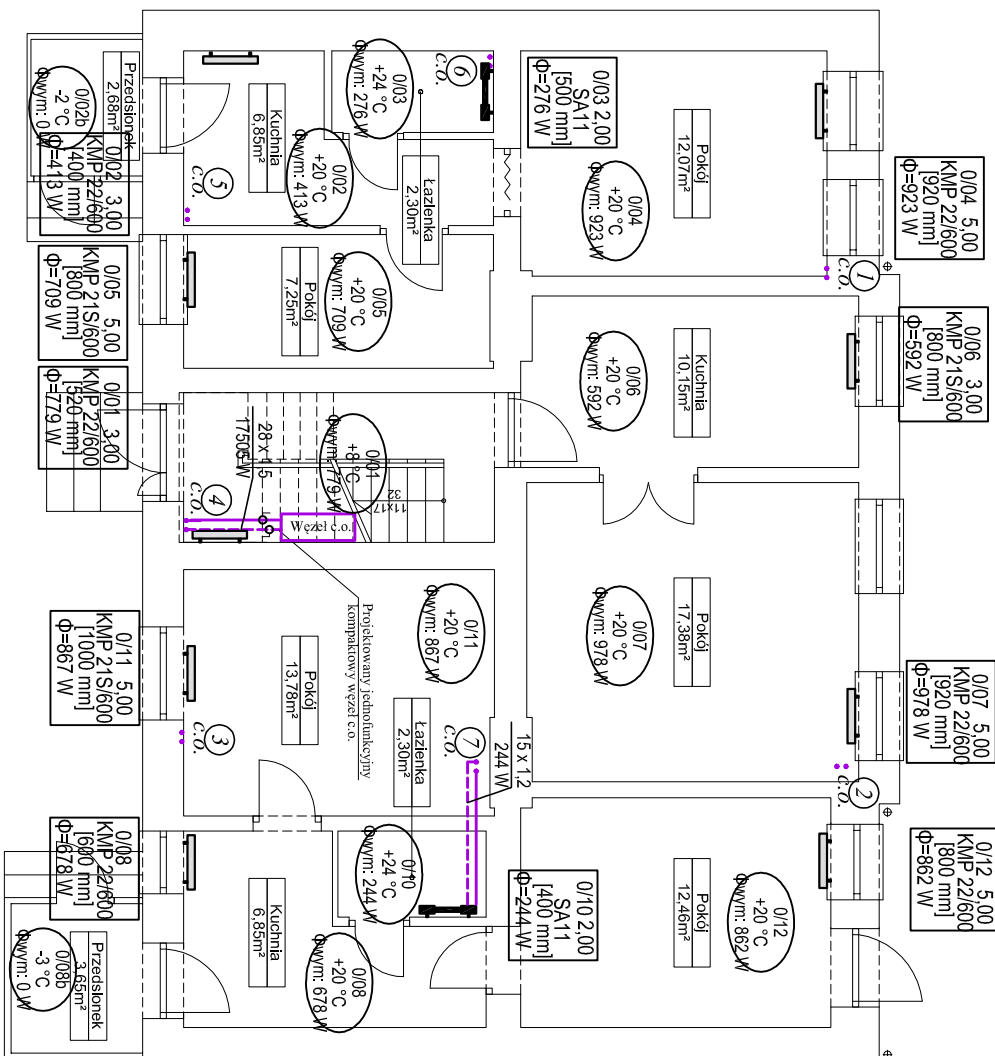 0/04 5,00
KMP 22/600
[920 mm]
Φ=923 W
1
c.o.
0/06 3,00
KMP 21S/600
[800 mm]
Φ=592 W
0/07 5,00
KMP 22/600
[920 mm]
Φ=978 W
2
c.o.
0/12 5,00
KMP 22/600
[800 mm]
Φ=862 W
Pokój
12,07m²
0/04
+20 °C
Φwym: 923 W
Kuchnia
10,15m²
0/06
+20 °C
Φwym: 592 W
Pokój
17,38m²
0/07
+20 °C
Φwym: 978 W
Pokój
12,46m²
0/12
+20 °C
Φwym: 862 W
0/03 2,00
SA11
[500 mm]
Φ=276 W
0/10 2,00
SA11
[400 mm]
Φ=244 W
15 x 1,2
244 W
6
c.o.
7
c.o.
0/03
+24 °C
Φwym: 276 W
Łazienka
2,30m²
0/11
+20 °C
Φwym: 867 W
Łazienka
2,30m²
0/10
+24 °C
Φwym: 244 W
11x17
32
0/01
+8 °C
Φwym: 779 W
Węzeł c.o.
Projektowany jednofunkcyjny
kompaktowy węzeł c.o.
0/02
+20 °C
Φwym: 413 W
Kuchnia
6,85m²
0/05
+20 °C
Φwym: 709 W
Pokój
7,25m²
28 x 1,5
17505 W
Pokój
13,78m²
0/08
+20 °C
Φwym: 678 W
Kuchnia
6,85m²
5
c.o.
4
c.o.
3
c.o.
Przedsionek
2,68m²
0/02b
-2 °C
Φwym: 0 W
0/02 3,00
KMP 22/600
[400 mm]
Φ=413 W
0/05 5,00
KMP 21S/600
[800 mm]
Φ=709 W
0/01 3,00
KMP 22/600
[520 mm]
Φ=779 W
0/11 5,00
KMP 21S/600
[1000 mm]
Φ=867 W
0/08 5,00
KMP 22/600
[600 mm]
Φ=678 W
Przedsionek
3,65m²
0/08b
-3 °C
Φwym: 0 W